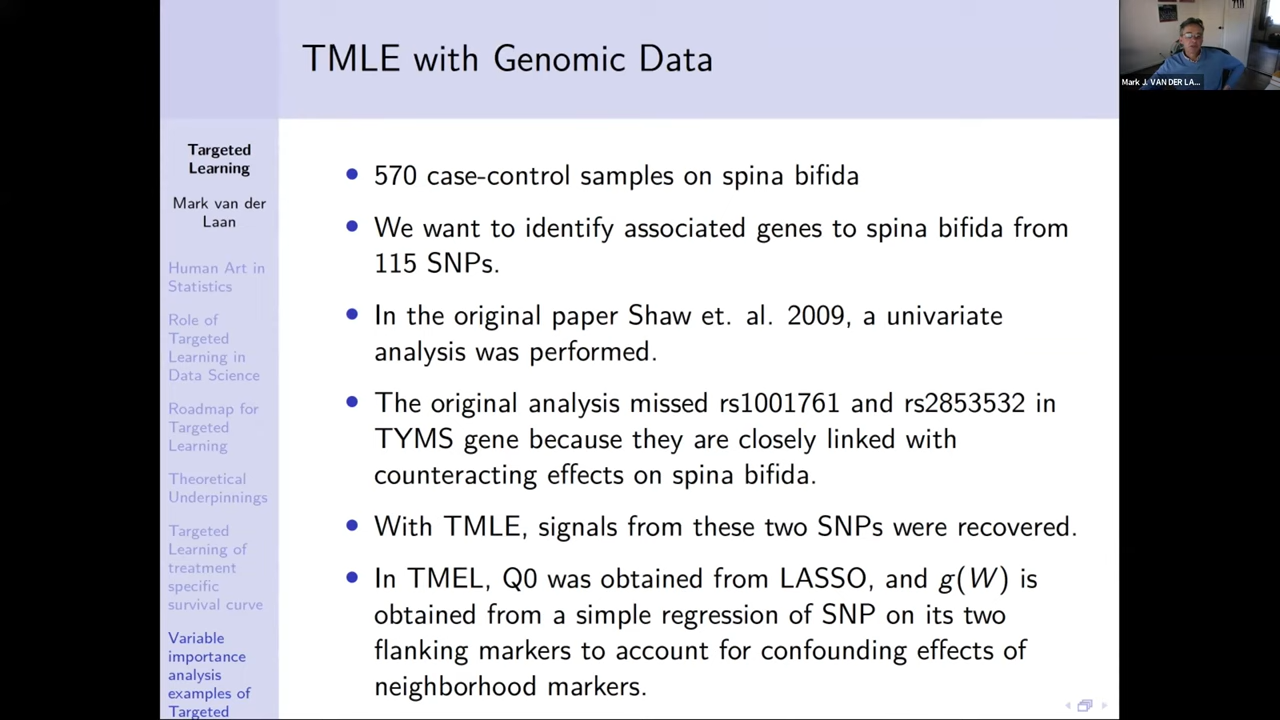 TMLE with Genomic Data
Mark J. VAN DER LA...
Targeted
Learning
Mark van der
Laan
Human Art in
Statistics
Role of
Targeted
Learning in
Data Science
Roadmap for
Targeted
Learning
Theoretical
Underpinnings
Targeted
Learning of
treatment
specific
survival curve
Variable
importance
analysis
examples of
Targeted
• 570 case-control samples on spina bifida
• We want to identify associated genes to spina bifida from
115 SNPs.
• In the original paper Shaw et. al. 2009, a univariate
analysis was performed.
• The original analysis missed rs1001761 and rs2853532 in
TYMS gene because they are closely linked with
counteracting effects on spina bifida.
• With TMLE, signals from these two SNPs were recovered.
• In TMEL, Q0 was obtained from LASSO, and g(W) is
obtained from a simple regression of SNP on its two
flanking markers to account for confounding effects of
neighborhood markers.